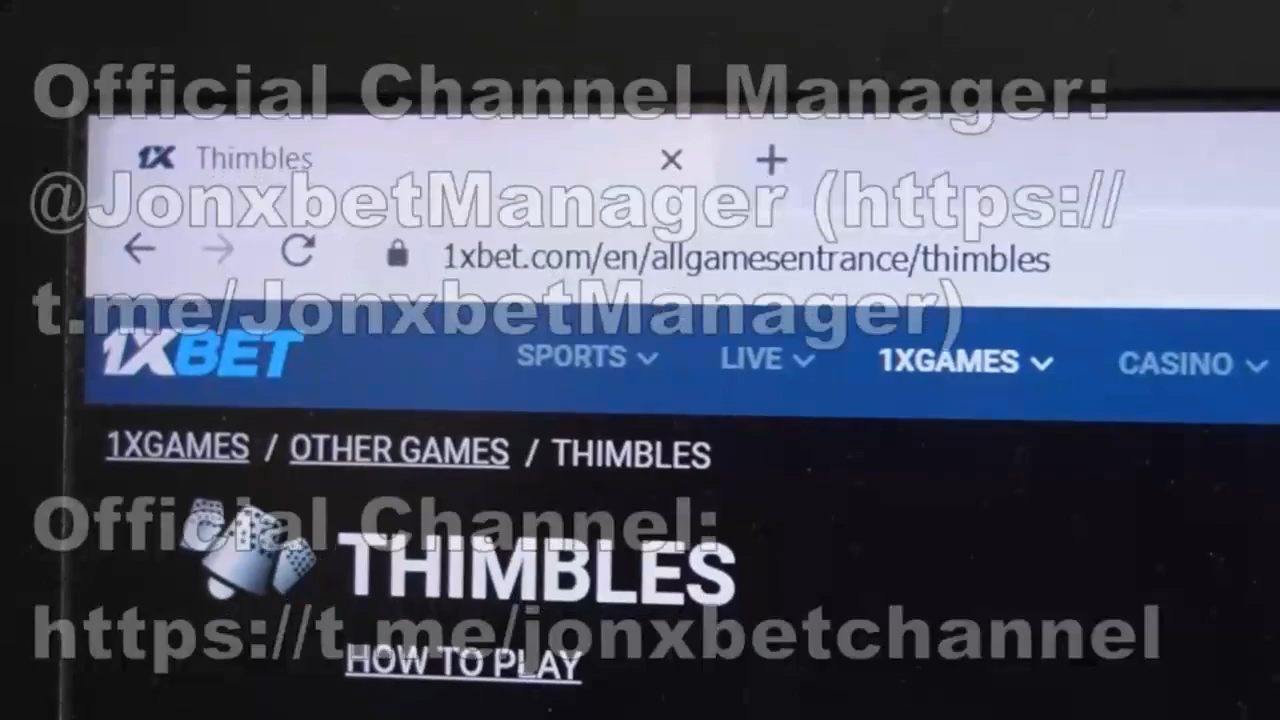 Official Channel Manager:
Thimbles
@JonxbetManager (https://
1xbet.com/en/allgamesentrance/thimbles
t.me/JonxbetManager)
1XBET SPORTS LIVE 1XGAMES CASINO
1XGAMES / OTHER GAMES / THIMBLES
Official Channel:
THIMBLES
https://t.me/jonxbetchannel
HOW TO PLAY